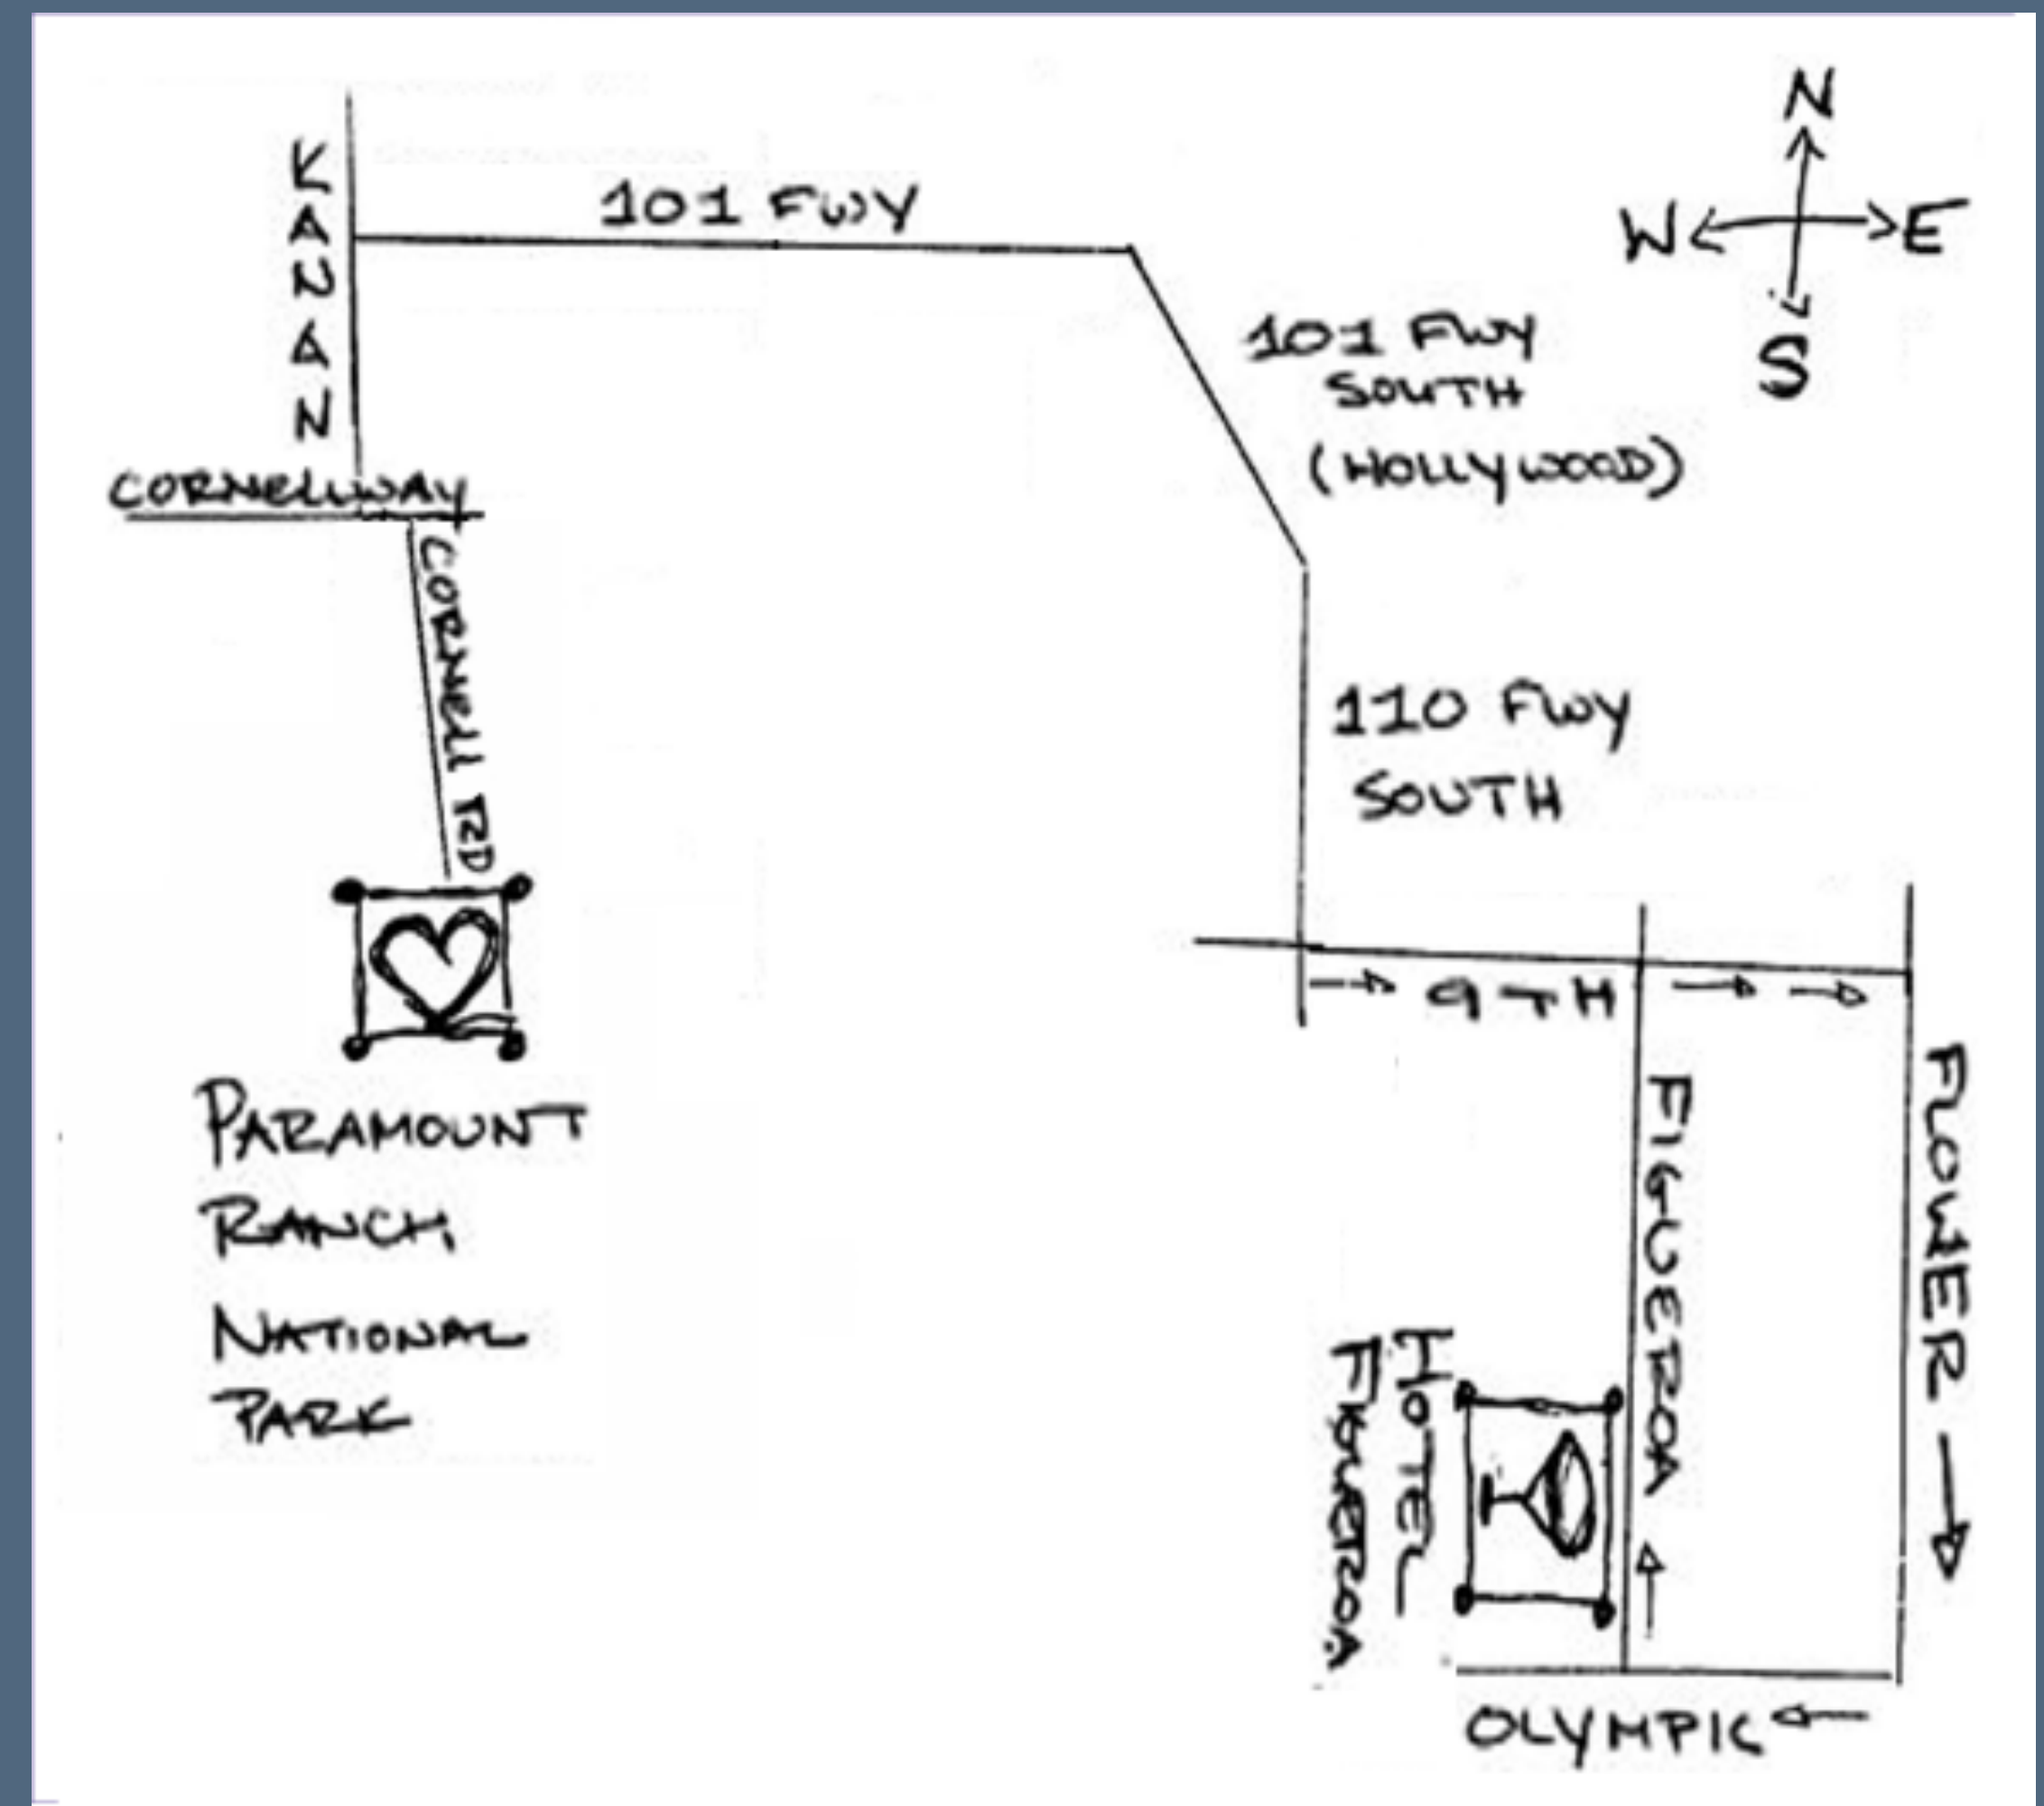 N
W E
S
KANAN
101 FWY
101 FWY
SOUTH
(HOLLYWOOD)
CORNELLWAY
CORNELL RD
110 FWY
SOUTH
9TH
PARAMOUNT
RANCH
NATIONAL
PARK
FIGUEROA
FLOWER
HOTEL
FIGUEROA
OLYMPIC